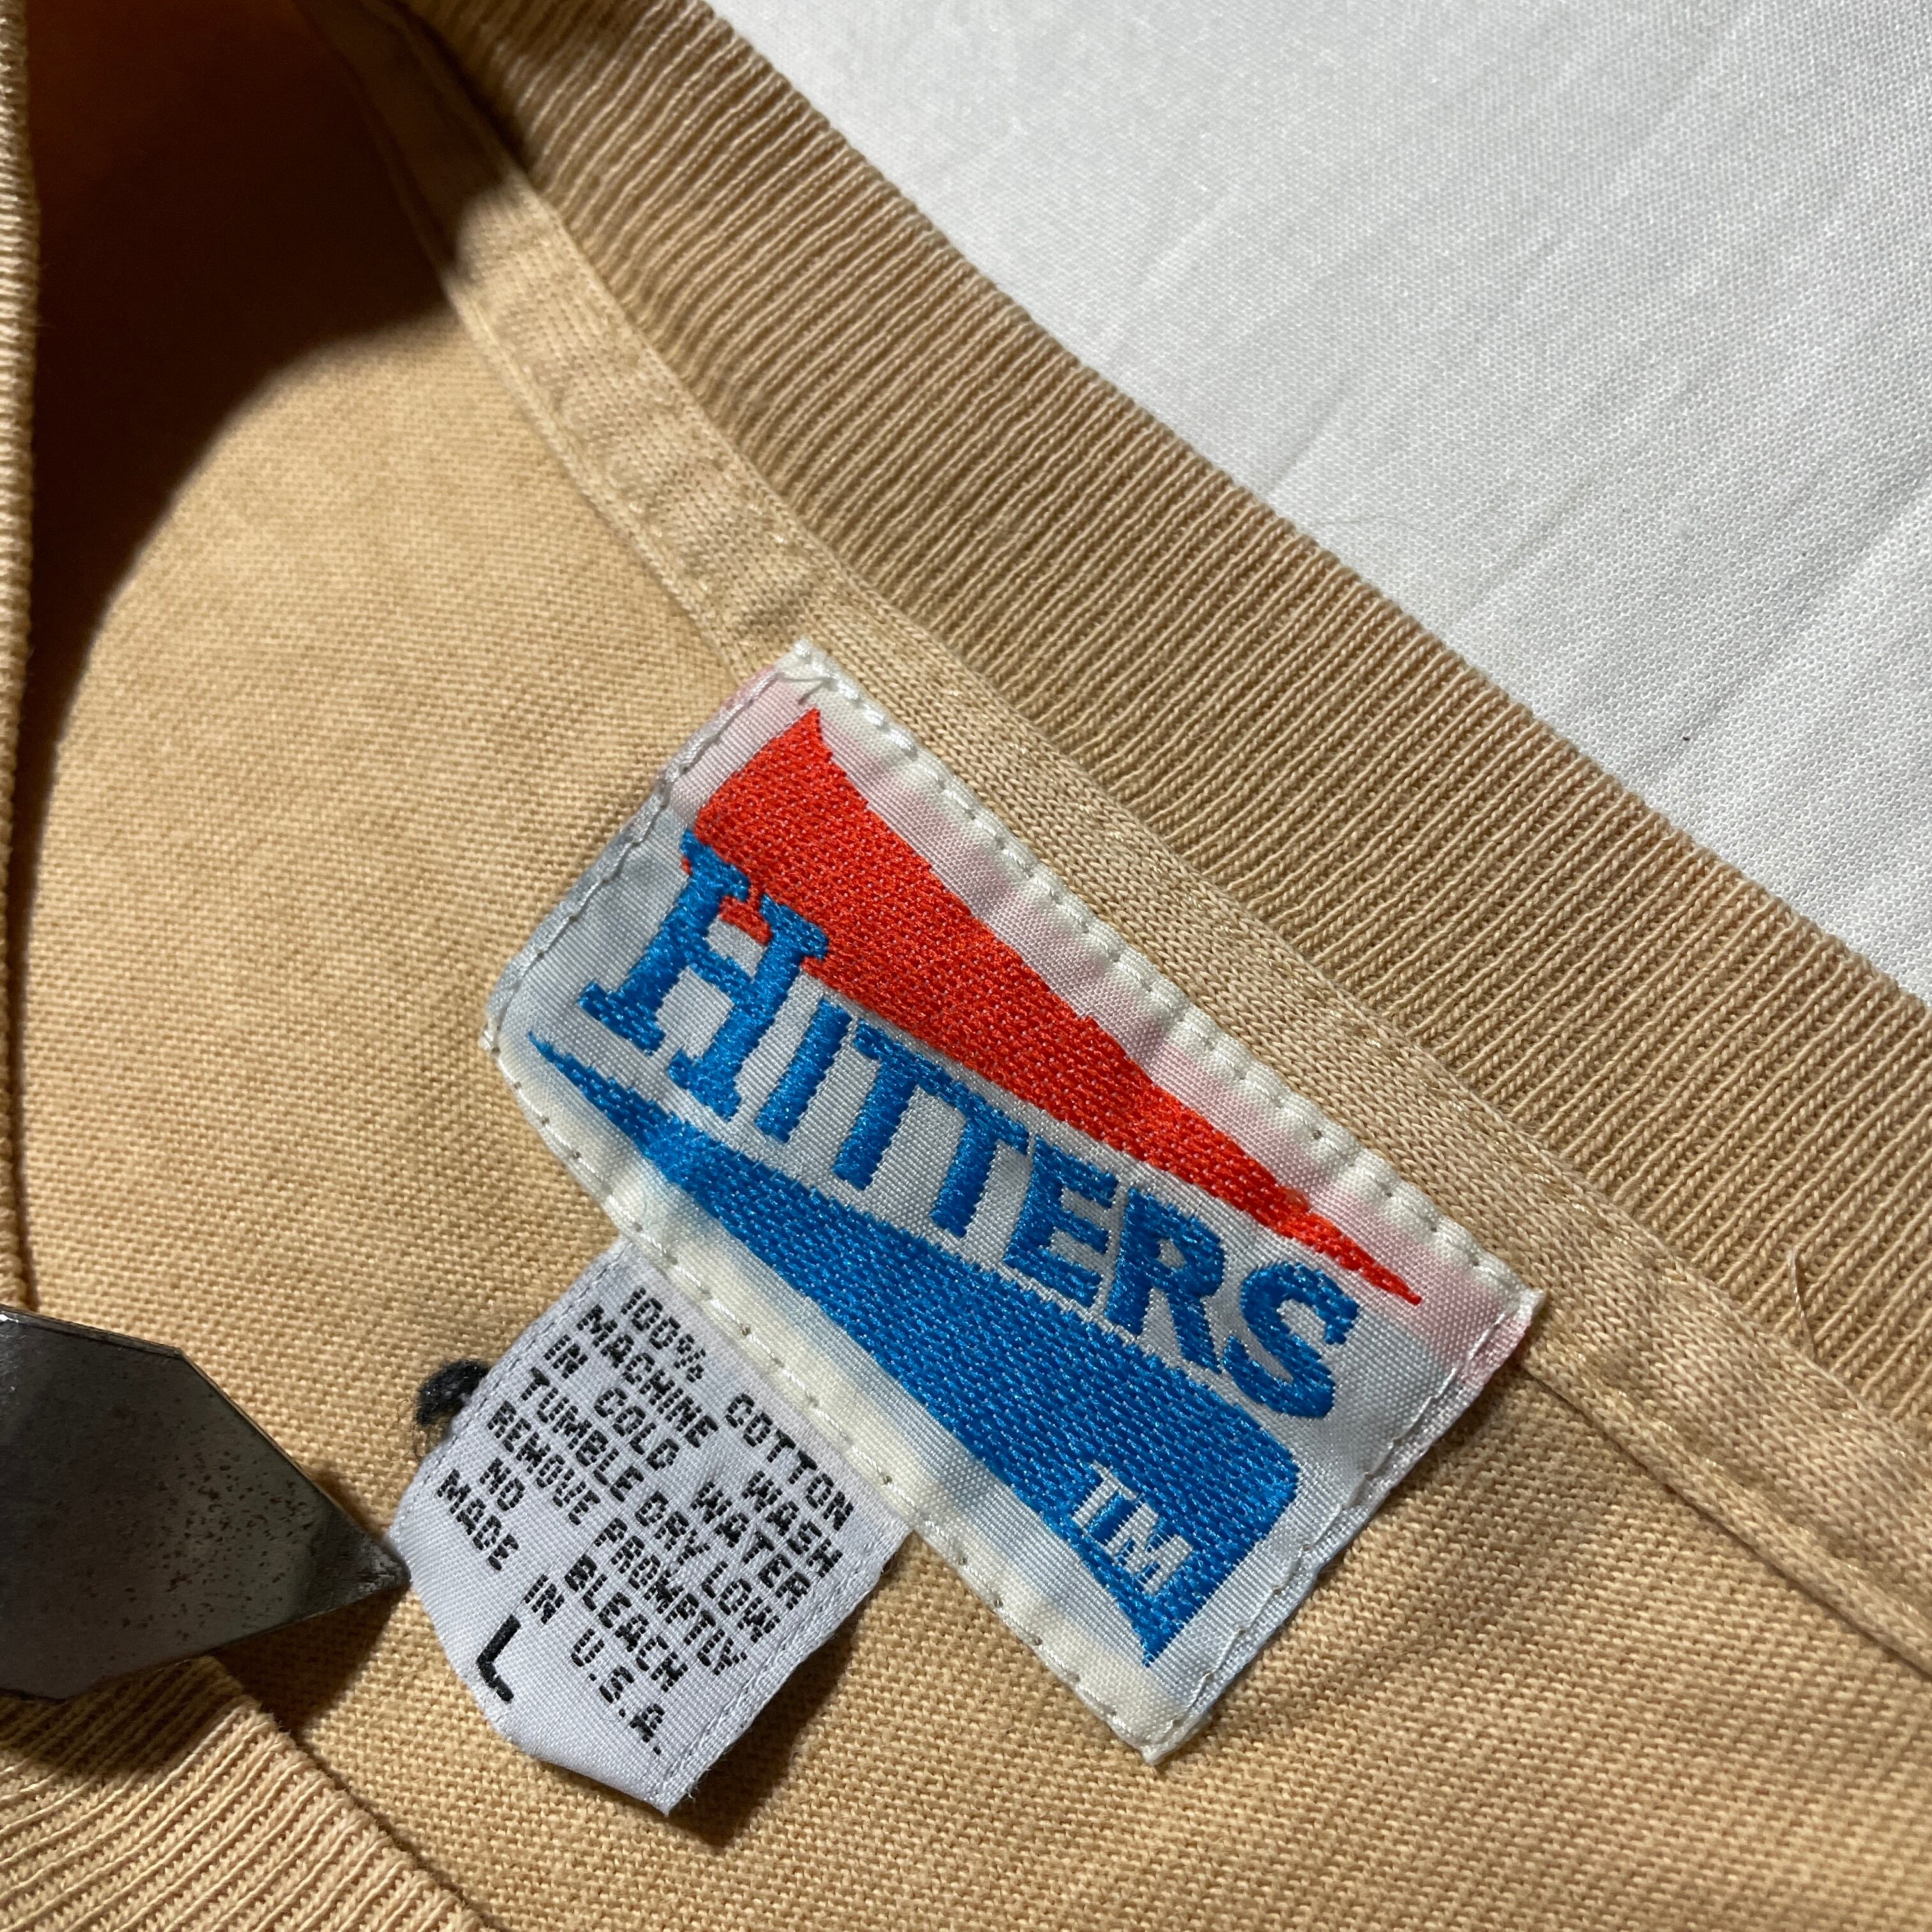 HITTERS
TM
100% COTTON
MACHINE WASH
IN COLD WATER
TUMBLE DRY LOW
REMOVE PROMPTLY
NO BLEACH
MADE IN U.S.A.
L